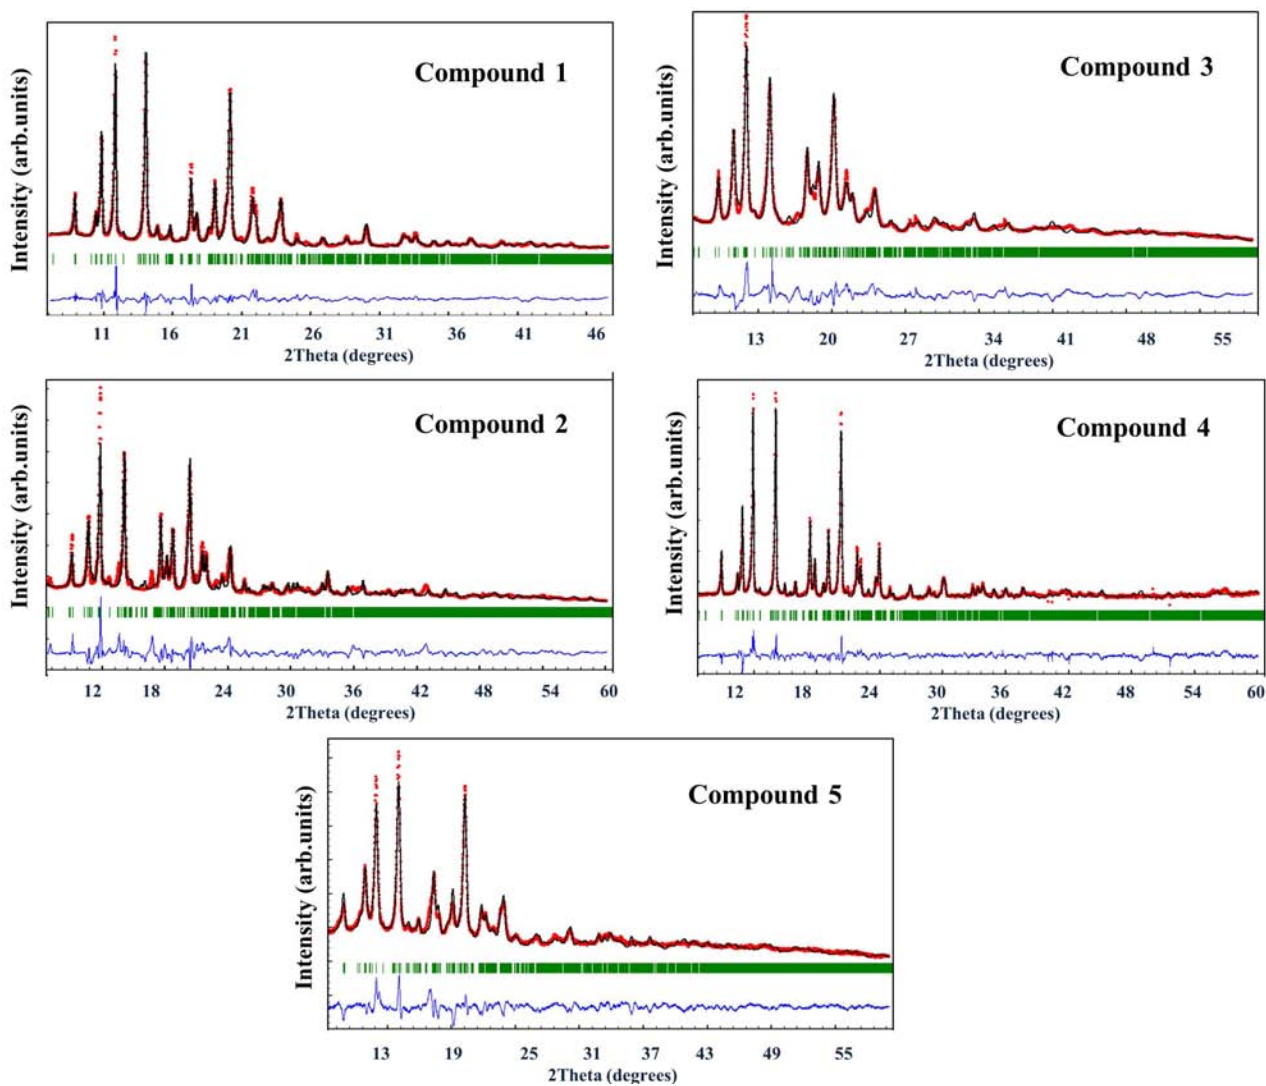 Compound 1
Intensity (arb.units)
11 16 21 26 31 36 41 46
2Theta (degrees)
Compound 3
Intensity (arb.units)
13 20 27 34 41 48 55
2Theta (degrees)
Compound 2
Intensity (arb.units)
12 18 24 30 36 42 48 54 60
2Theta (degrees)
Compound 4
Intensity (arb.units)
12 18 24 30 36 42 48 54 60
2Theta (degrees)
Compound 5
Intensity (arb.units)
13 19 25 31 37 43 49 55
2Theta (degrees)